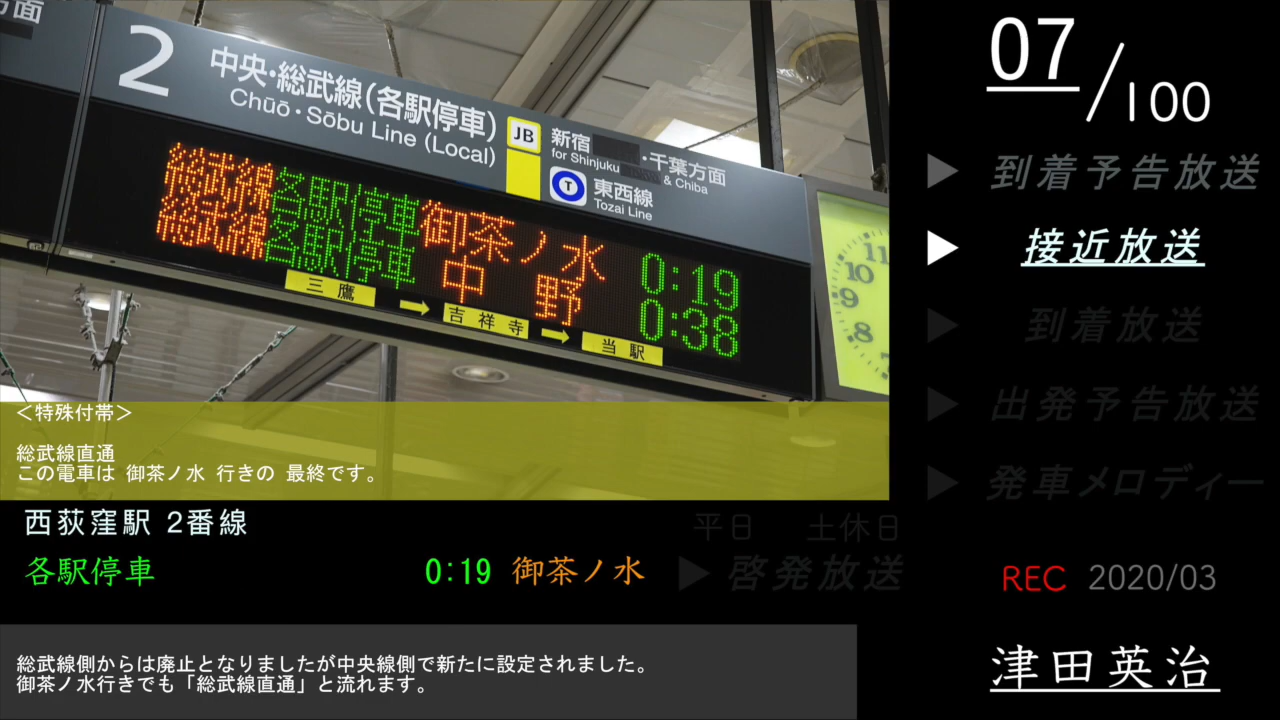 方面
2
中央・総武線(各駅停車)
Chūō・Sōbu Line (Local)
JB
新宿
・千葉方面
for Shinjuku
& Chiba
T
東西線
Tozai Line
総武線 各駅停車 御茶ノ水 0:19
総武線 各駅停車 中野 0:38
三鷹 → 吉祥寺 → 当駅
11
10
9
8
<特殊付帯>
総武線直通
この電車は 御茶ノ水 行きの 最終です。
西荻窪駅 2番線
各駅停車 0:19 御茶ノ水
平日 土休日
▶ 啓発放送
総武線側からは廃止となりましたが中央線側で新たに設定されました。
御茶ノ水行きでも「総武線直通」と流れます。
07/100
▶ 到着予告放送
▶ 接近放送
▶ 到着放送
▶ 出発予告放送
▶ 発車メロディー
REC 2020/03
津田英治